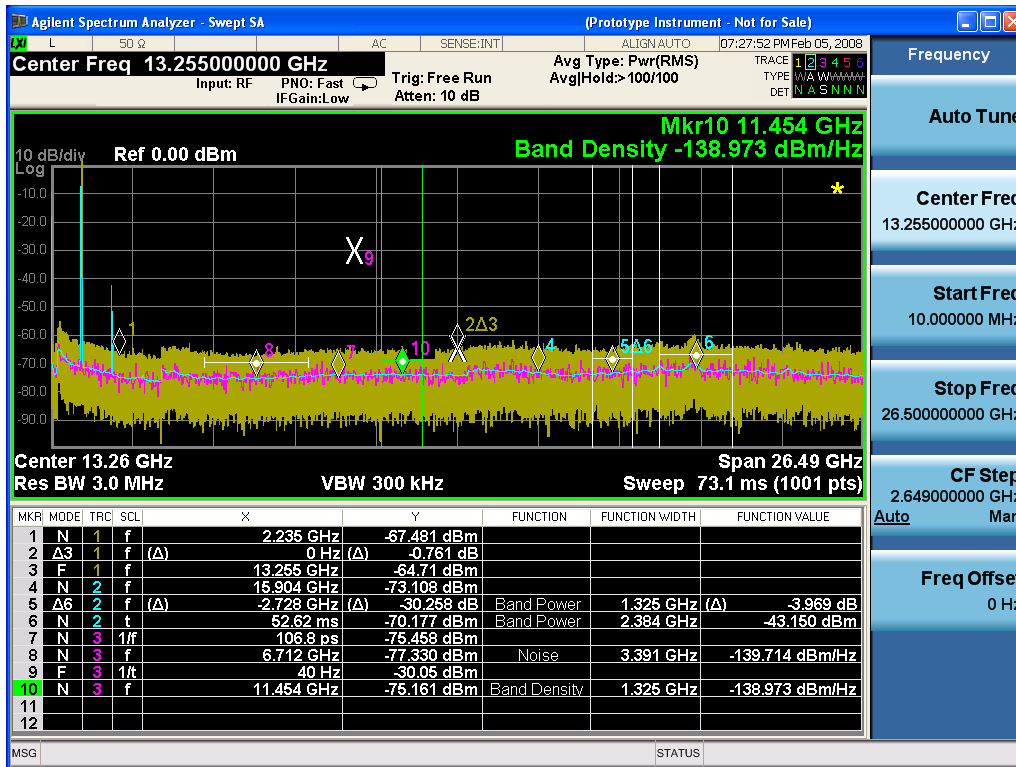 Agilent Spectrum Analyzer - Swept SA (Prototype Instrument - Not for Sale)
LXI L 50 Ω AC SENSE:INT ALIGN AUTO 07:27:52 PM Feb 05, 2008
Center Freq 13.255000000 GHz
Input: RF PNO: Fast IFGain:Low
Trig: Free Run
Atten: 10 dB
Avg Type: Pwr(RMS)
Avg|Hold:>100/100
TRACE 1 2 3 4 5 6
TYPE W A W W W W
DET N A S N N N
Mkr10 11.454 GHz
Band Density -138.973 dBm/Hz
10 dB/div Ref 0.00 dBm
Log
-10.0
-20.0
-30.0
-40.0
-50.0
-60.0
-70.0
-80.0
-90.0
9
1
8
7
10
2Δ3
4
5Δ6
6
Center 13.26 GHz Span 26.49 GHz
Res BW 3.0 MHz VBW 300 kHz Sweep 73.1 ms (1001 pts)
MKR MODE TRC SCL X Y FUNCTION FUNCTION WIDTH FUNCTION VALUE
1 N 1 f 2.235 GHz -67.481 dBm
2 Δ3 1 f (Δ) 0 Hz (Δ) -0.761 dB
3 F 1 f 13.255 GHz -64.71 dBm
4 N 2 f 15.904 GHz -73.108 dBm
5 Δ6 2 f (Δ) -2.728 GHz (Δ) -30.258 dB Band Power 1.325 GHz (Δ) -3.969 dB
6 N 2 t 52.62 ms -70.177 dBm Band Power 2.384 GHz -43.150 dBm
7 N 3 1/f 106.8 ps -75.458 dBm
8 N 3 f 6.712 GHz -77.330 dBm Noise 3.391 GHz -139.714 dBm/Hz
9 F 3 1/t 40 Hz -30.05 dBm
10 N 3 f 11.454 GHz -75.161 dBm Band Density 1.325 GHz -138.973 dBm/Hz
11
12
MSG STATUS
Frequency
Auto Tune
Center Freq
13.255000000 GHz
Start Freq
10.000000 MHz
Stop Freq
26.500000000 GHz
CF Step
2.649000000 GHz
Auto Man
Freq Offset
0 Hz